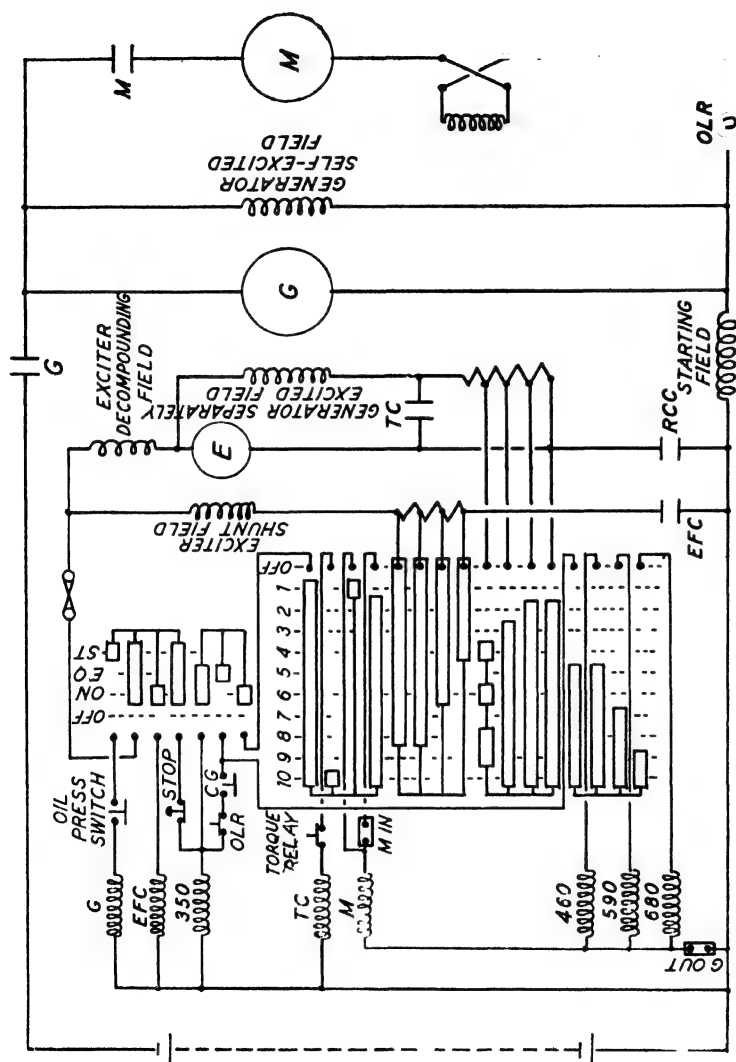 M
M
GENERATOR
SELF-EXCITED
FIELD
OLR
G
G
EXCITER
DECOMPOUNDING
FIELD
GENERATOR SEPARATELY
EXCITED FIELD
TC
E
STARTING
FIELD
RCC
EXCITER
SHUNT FIELD
EFC
OFF
1
2
3
4
5
6
7
8
9
10
ST
EQ
ON
OFF
OIL
PRESS
SWITCH
STOP
CG
OLR
TORQUE
RELAY
M IN
G
EFC
350
TC
M
460
590
680
G OUT